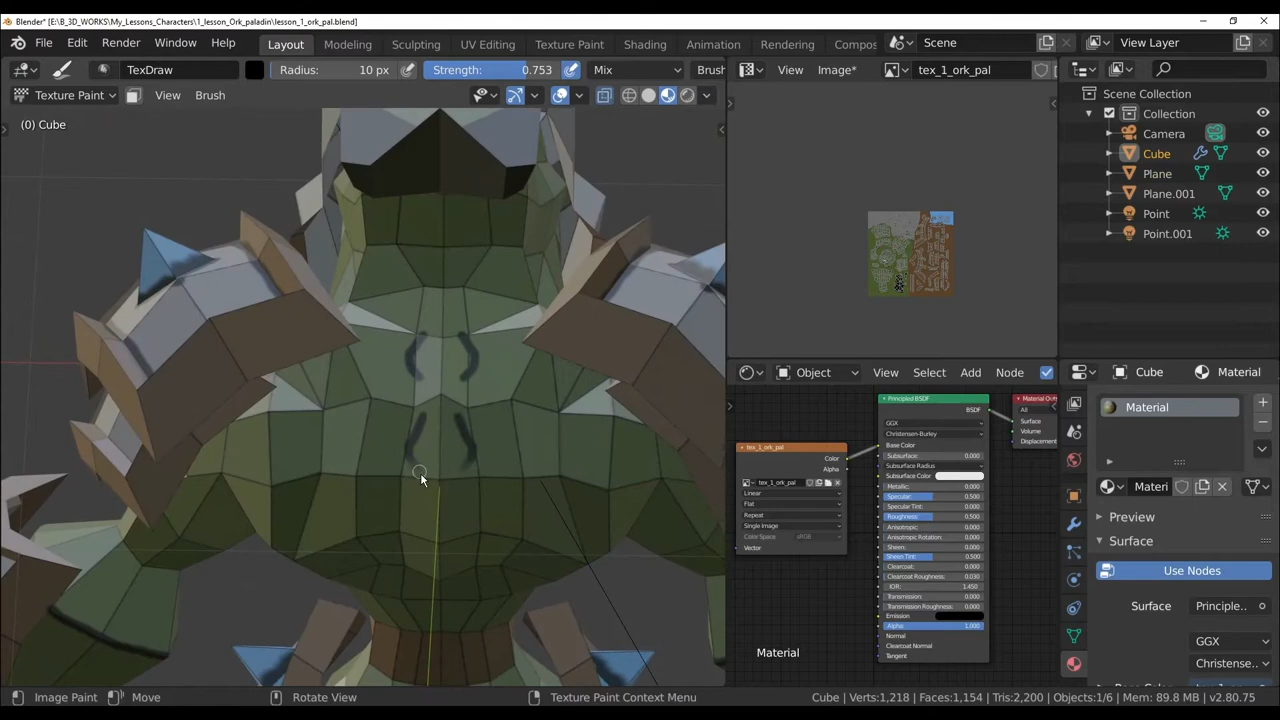 Blender* [E:\B_3D_WORKS\My_Lessons_Characters\1_lesson_Ork_paladin\lesson_1_ork_pal.blend]
File Edit Render Window Help Layout Modeling Sculpting UV Editing Texture Paint Shading Animation Rendering Compos Scene View Layer
TexDraw Radius: 10 px Strength: 0.753 Mix Brush View Image* tex_1_ork_pal
Texture Paint View Brush
(0) Cube
Scene Collection
Collection
Camera
Cube
Plane
Plane.001
Point
Point.001
Object View Select Add Node
Cube Material
Principled BSDF
BSDF
GGX
Christensen-Burley
Base Color
Subsurface: 0.000
Subsurface Radius
Subsurface Color
Metallic: 0.000
Specular: 0.500
Specular Tint: 0.000
Roughness: 0.500
Anisotropic: 0.000
Anisotropic Rotation: 0.000
Sheen: 0.000
Sheen Tint: 0.500
Clearcoat: 0.000
Clearcoat Roughness: 0.030
IOR: 1.450
Transmission: 0.000
Transmission Roughness: 0.000
Emission
Alpha: 1.000
Normal
Clearcoat Normal
Tangent
Material Outp
All
Surface
Volume
Displacement
tex_1_ork_pal
Color
Alpha
tex_1_ork_pal
Linear
Flat
Repeat
Single Image
Color Space sRGB
Vector
Material
Material
Materi
Preview
Surface
Use Nodes
Surface Principle..
GGX
Christense..
Image Paint Move Rotate View Texture Paint Context Menu Cube | Verts:1,218 | Faces:1,154 | Tris:2,200 | Objects:1/6 | Mem: 89.8 MB | v2.80.75